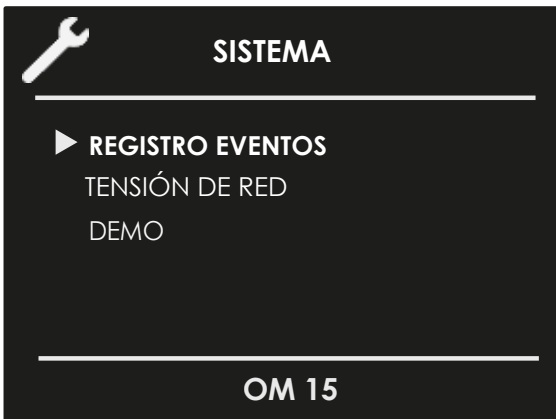 SISTEMA
REGISTRO EVENTOS
TENSIÓN DE RED
DEMO
OM 15